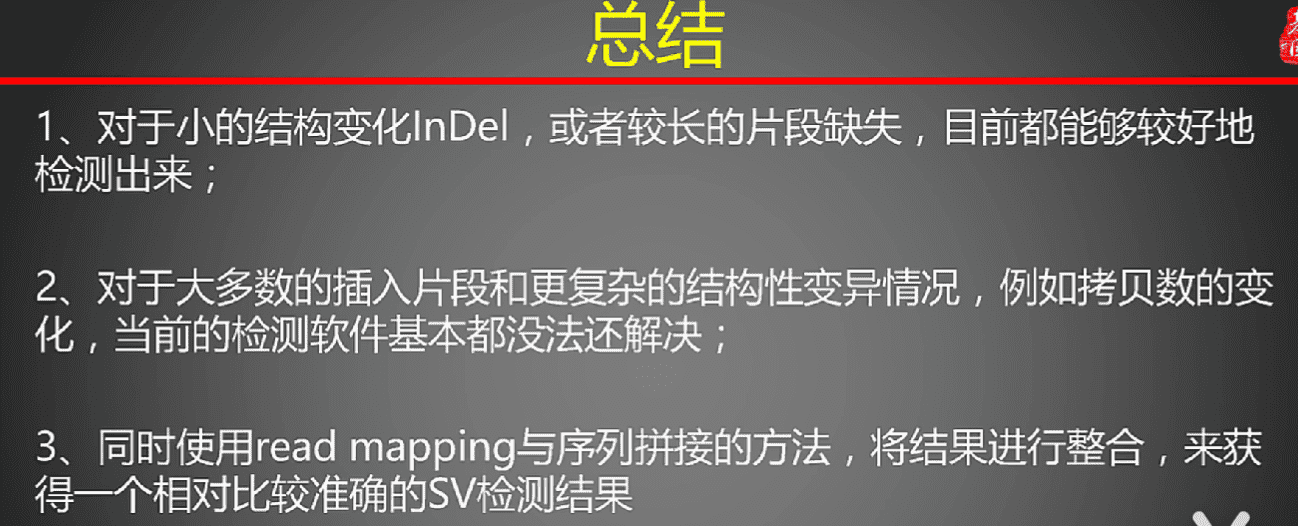 总结
1、对于小的结构变化InDel，或者较长的片段缺失，目前都能够较好地
检测出来；
2、对于大多数的插入片段和更复杂的结构性变异情况，例如拷贝数的变
化，当前的检测软件基本都没法还解决；
3、同时使用read mapping与序列拼接的方法，将结果进行整合，来获
得一个相对比较准确的SV检测结果